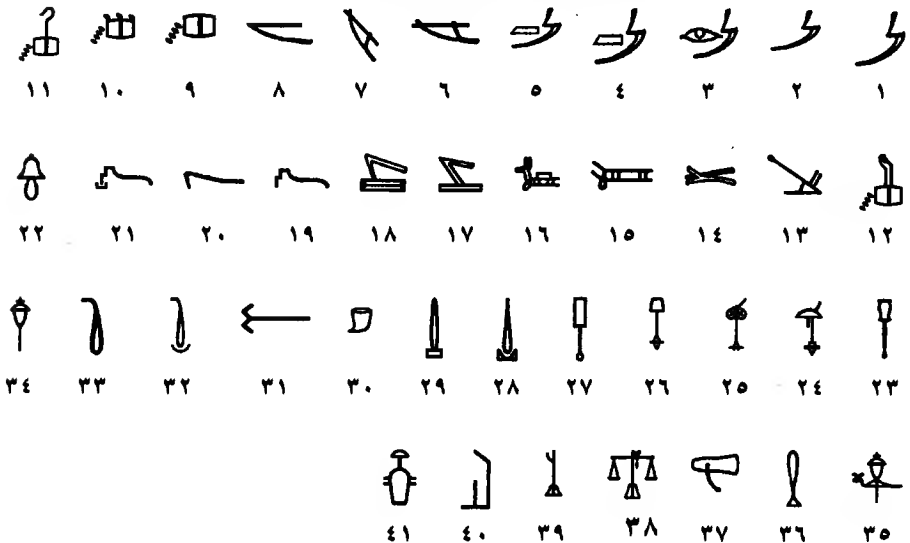 ١ ٢ ٣ ٤ ٥ ٦ ٧ ٨ ٩ ١٠ ١١
١٢ ١٣ ١٤ ١٥ ١٦ ١٧ ١٨ ١٩ ٢٠ ٢١ ٢٢
٢٣ ٢٤ ٢٥ ٢٦ ٢٧ ٢٨ ٢٩ ٣٠ ٣١ ٣٢ ٣٣ ٣٤
٣٥ ٣٦ ٣٧ ٣٨ ٣٩ ٤٠ ٤١